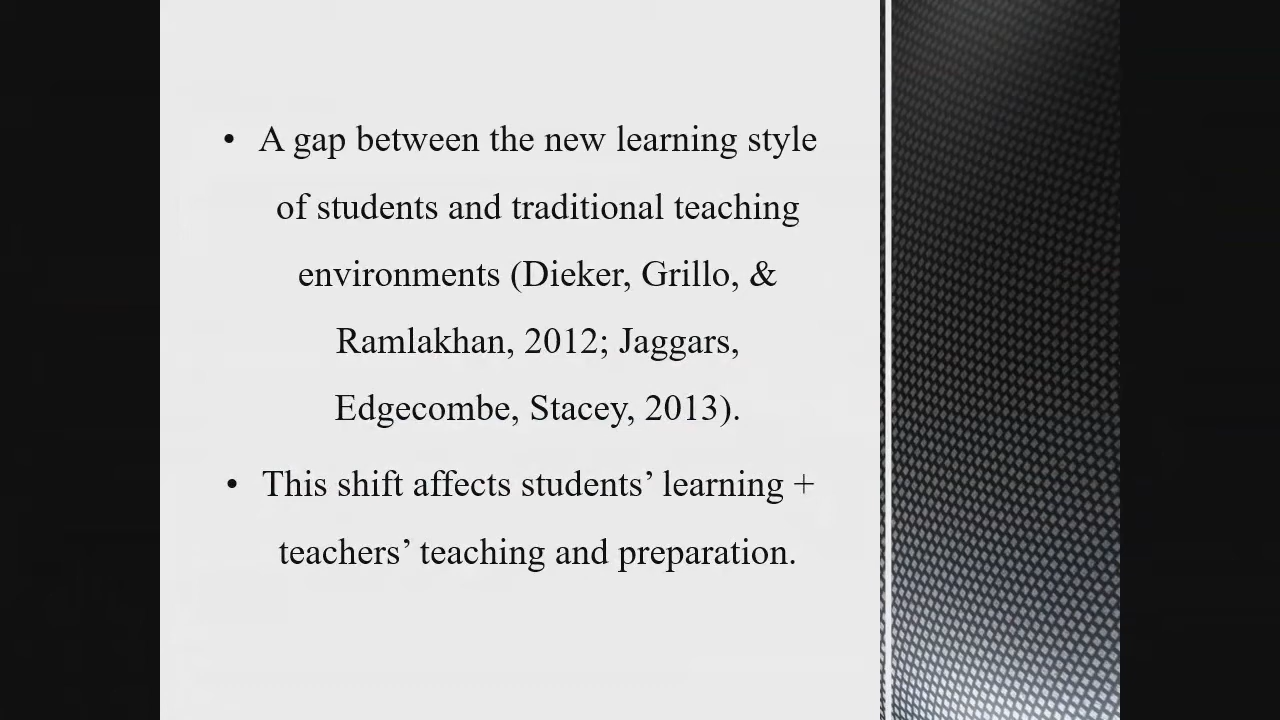 • A gap between the new learning style
of students and traditional teaching
environments (Dieker, Grillo, &
Ramlakhan, 2012; Jaggars,
Edgecombe, Stacey, 2013).
• This shift affects students’ learning +
teachers’ teaching and preparation.